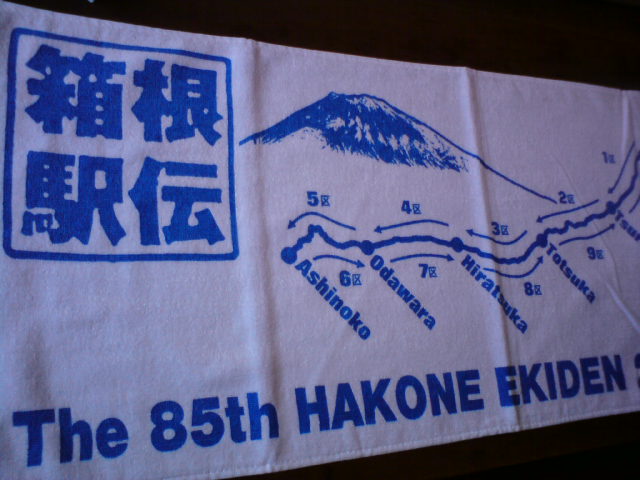 箱根
駅伝
1区
2区
3区
4区
5区
6区
7区
8区
9区
Ashinoko
Odawara
Hiratsuka
Totsuka
The 85th HAKONE EKIDEN